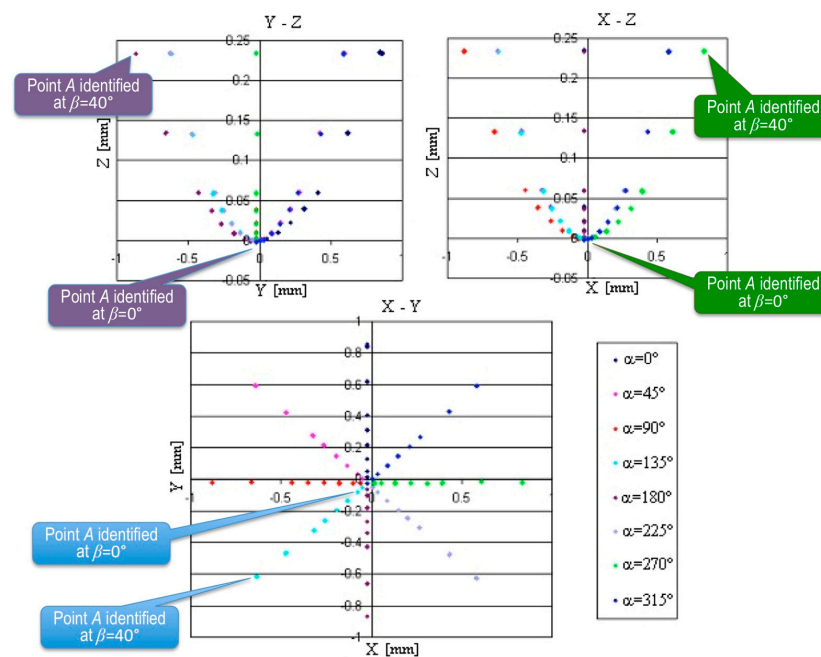 Y - Z
0.25
0.2
0.15
0.1
0.05
0
-0.05
-1
-0.5
0
0.5
1
Z [mm]
Y [mm]
Point A identified
at β=40°
Point A identified
at β=0°
X - Z
0.25
0.2
0.15
0.1
0.05
0
-0.05
-1
-0.5
0
0.5
1
Z [mm]
X [mm]
Point A identified
at β=40°
Point A identified
at β=0°
X - Y
1
0.8
0.6
0.4
0.2
0
-0.2
-0.4
-0.6
-0.8
-1
-1
-0.5
0
0.5
1
Y [mm]
X [mm]
Point A identified
at β=0°
Point A identified
at β=40°
α=0°
α=45°
α=90°
α=135°
α=180°
α=225°
α=270°
α=315°